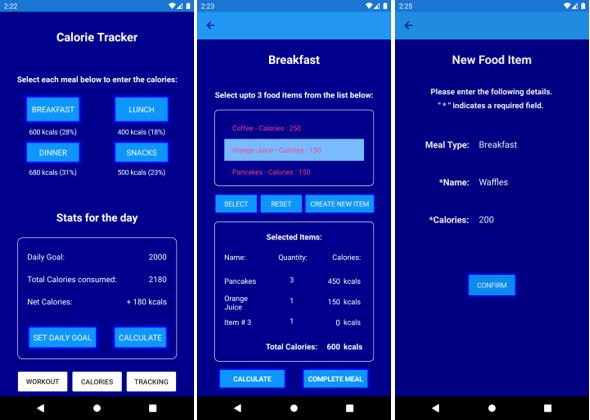 2:22
Calorie Tracker
Select each meal below to enter the calories:
BREAKFAST LUNCH
600 kcals (28%) 400 kcals (18%)
DINNER SNACKS
680 kcals (31%) 500 kcals (23%)
Stats for the day
Daily Goal: 2000
Total Calories consumed: 2180
Net Calories: + 180 kcals
SET DAILY GOAL CALCULATE
WORKOUT CALORIES TRACKING
2:23
Breakfast
Select upto 3 food items from the list below:
Coffee - Calories : 250
Orange Juice - Calories : 150
Pancakes - Calories : 150
SELECT RESET CREATE NEW ITEM
Selected Items:
Name: Quantity: Calories:
Pancakes 3 450 kcals
Orange
Juice 1 150 kcals
Item # 3 1 0 kcals
Total Calories: 600 kcals
CALCULATE COMPLETE MEAL
2:25
New Food Item
Please enter the following details.
" * " indicates a required field.
Meal Type: Breakfast
*Name: Waffles
*Calories: 200
CONFIRM